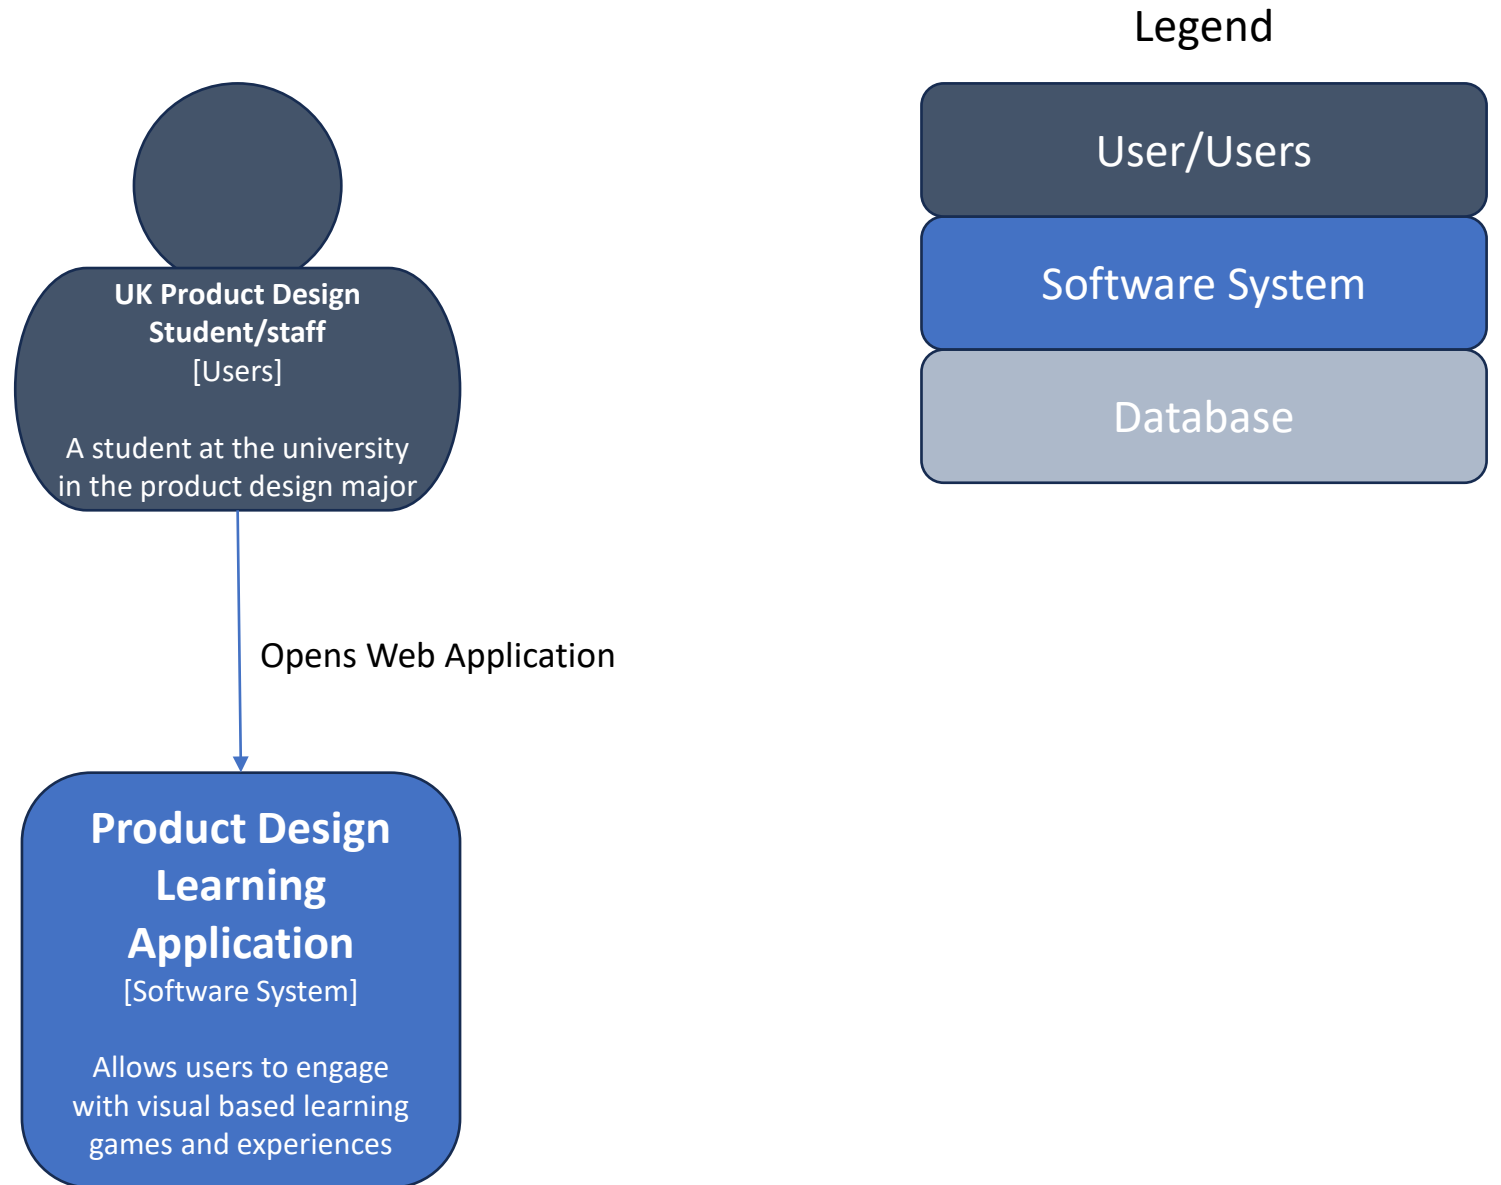 Legend
User/Users
Software System
Database
UK Product Design
Student/staff
[Users]
A student at the university
in the product design major
Opens Web Application
Product Design
Learning
Application
[Software System]
Allows users to engage
with visual based learning
games and experiences